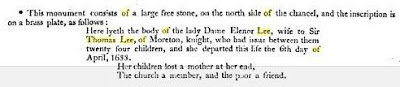 • This monument consists of a large free stone, on the north side of the chancel, and the inscription is
on a brass plate, as follows:
Here lyeth the body of the lady Dame Elenor Lee, wife to Sir
Thomas Lee, of Moreton, knight, who had issue between them
twenty four children, and she departed this life the 6th day of
April, 1633.
Her children lost a mother at her end,
The church a member, and the poor a friend.